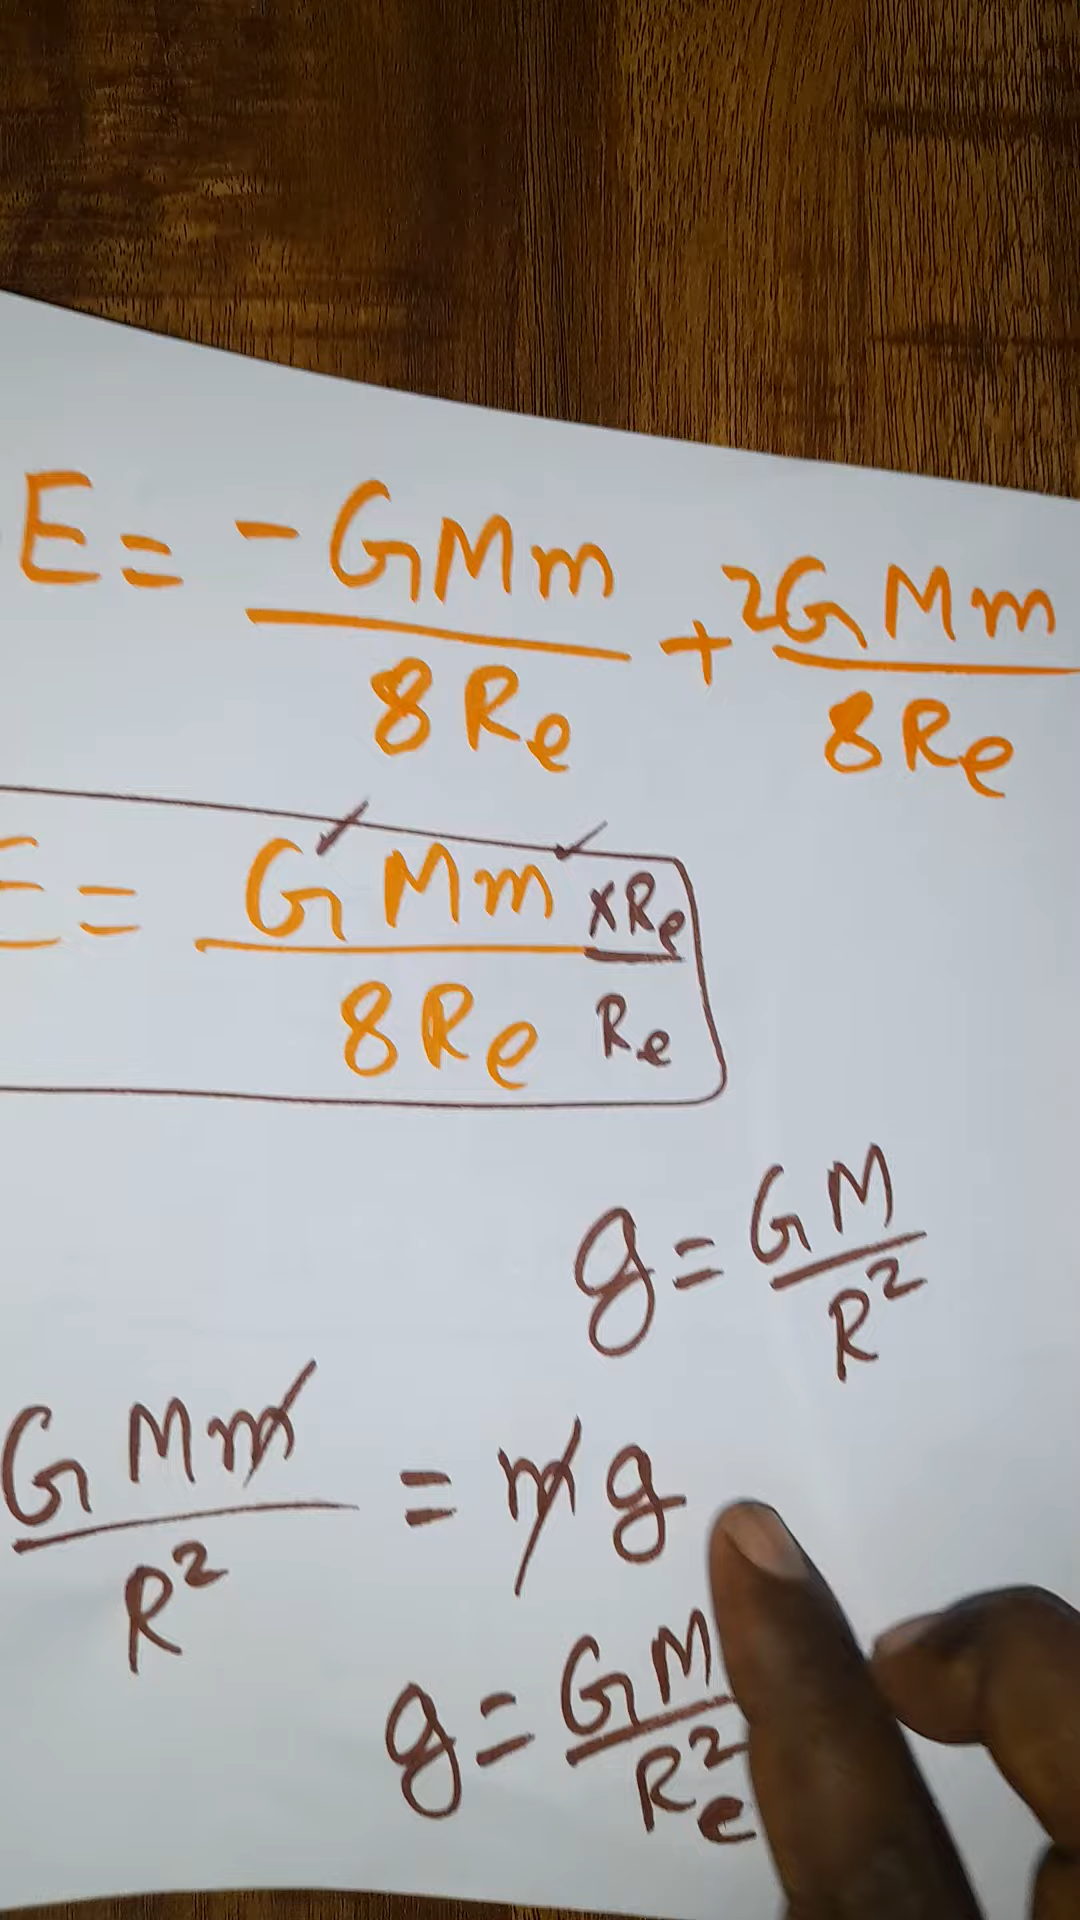 E = -GMm/8Re + 2GMm/8Re
E = GMm/8Re × Re/Re
g = GM/R²
GMm/R² = mg
g = GM/Re²